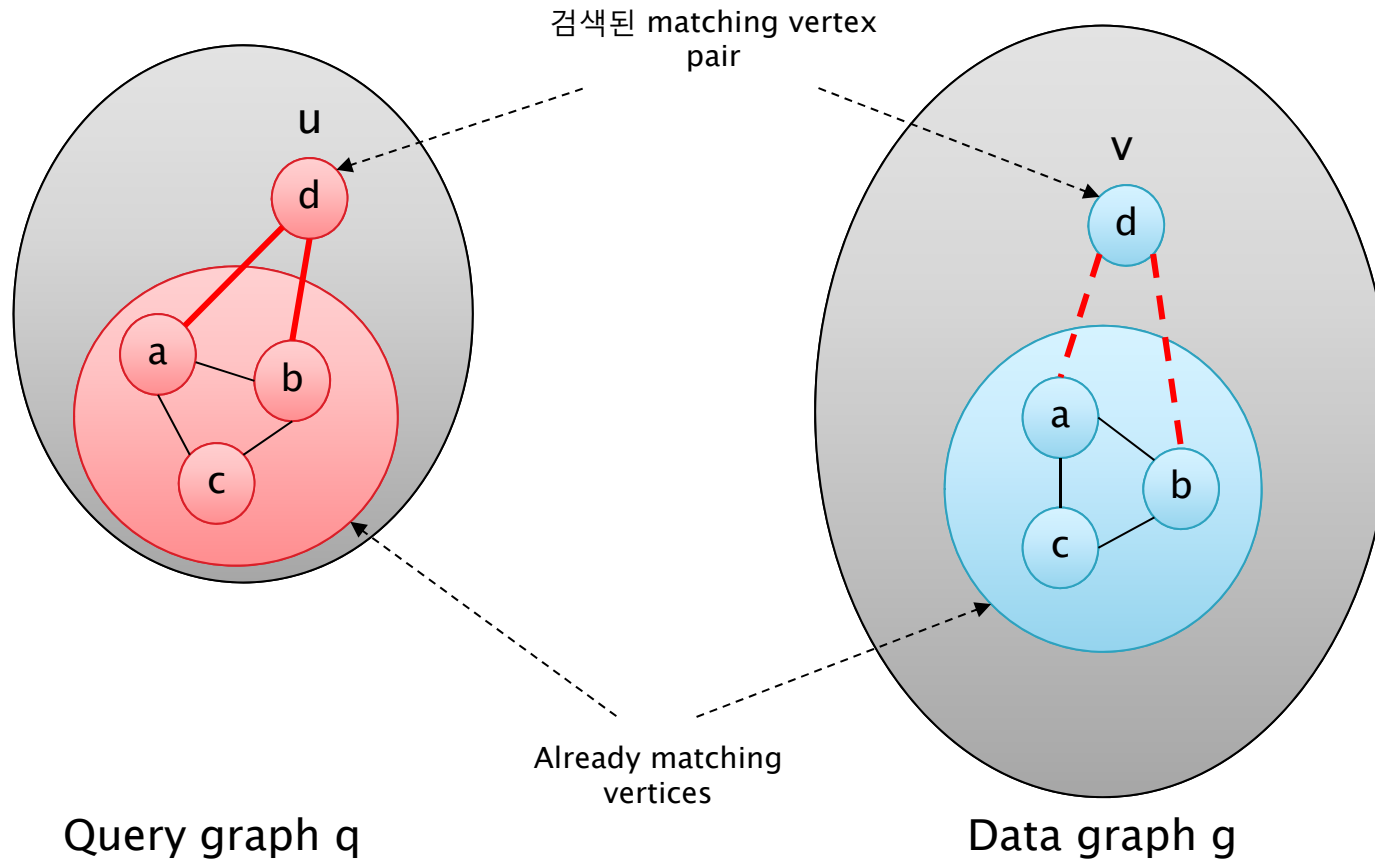 검색된 matching vertex
pair
u
d
a
b
c
v
d
a
b
c
Already matching
vertices
Query graph q
Data graph g